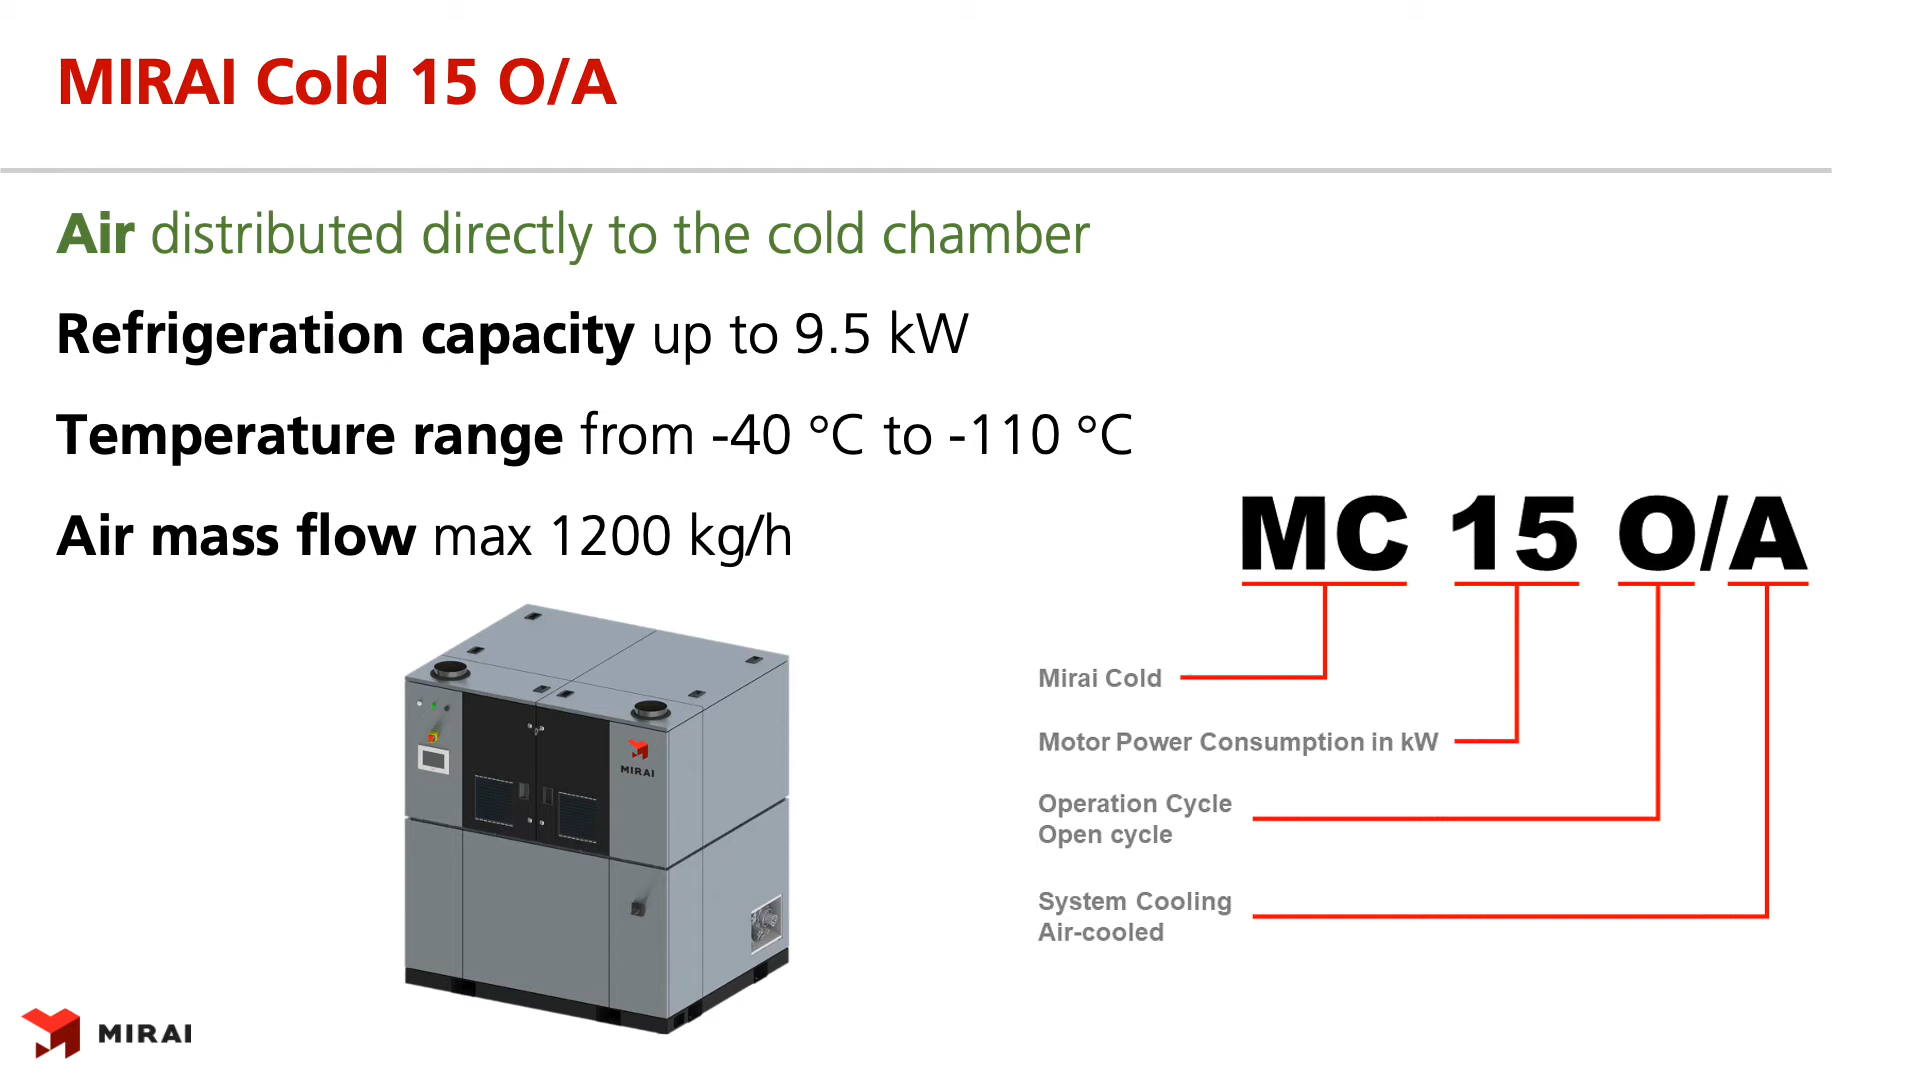 MIRAI Cold 15 O/A
Air distributed directly to the cold chamber
Refrigeration capacity up to 9.5 kW
Temperature range from -40 °C to -110 °C
Air mass flow max 1200 kg/h
MC 15 O/A
Mirai Cold
Motor Power Consumption in kW
Operation Cycle
Open cycle
System Cooling
Air-cooled
MIRAI
MIRAI